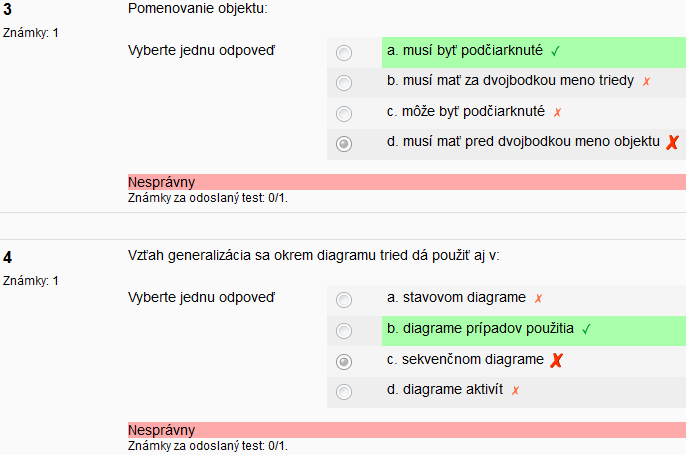 3
Známky: 1
Pomenovanie objektu:
Vyberte jednu odpoveď
a. musí byť podčiarknuté ✓
b. musí mať za dvojbodkou meno triedy ✗
c. môže byť podčiarknuté ✗
d. musí mať pred dvojbodkou meno objektu ✗
Nesprávny
Známky za odoslaný test: 0/1.
4
Známky: 1
Vzťah generalizácia sa okrem diagramu tried dá použiť aj v:
Vyberte jednu odpoveď
a. stavovom diagrame ✗
b. diagrame prípadov použitia ✓
c. sekvenčnom diagrame ✗
d. diagrame aktivít ✗
Nesprávny
Známky za odoslaný test: 0/1.